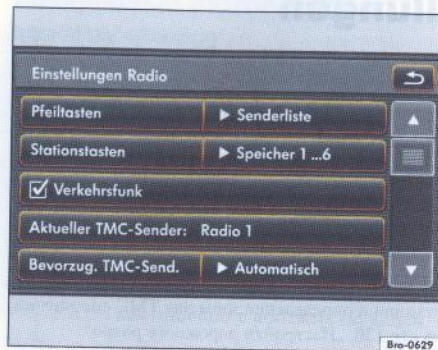 llungen
Einstellungen Radio
Pfeiltasten ▶ Senderliste
Stationstasten ▶ Speicher 1 ...6
Verkehrsfunk
Aktueller TMC-Sender: Radio 1
Bevorzug. TMC-Send. ▶ Automatisch
Bro-0629